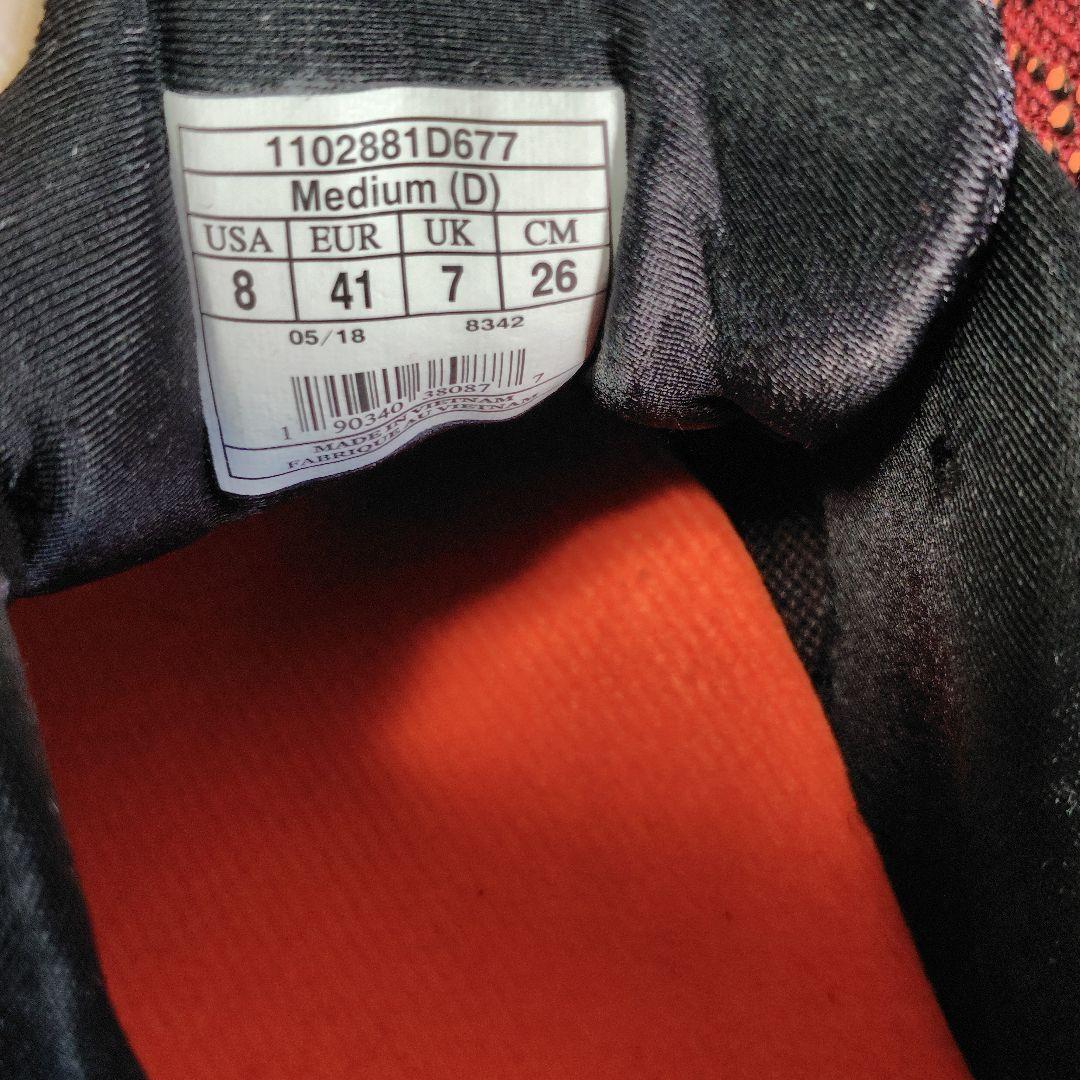 1102881D677
Medium (D)
USA EUR UK CM
8 41 7 26
05/18 8342
1 90340 38087 7
MADE IN VIETNAM
FABRIQUE AU VIETNAM